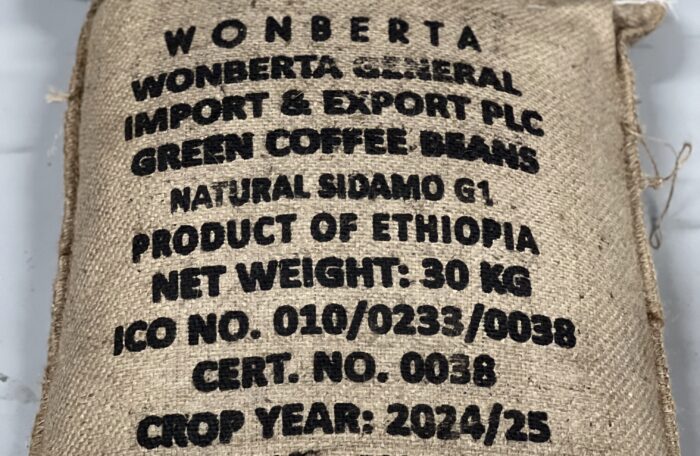 WONBERTA
WONBERTA GENERAL
IMPORT & EXPORT PLC
GREEN COFFEE BEANS
NATURAL SIDAMO G1
PRODUCT OF ETHIOPIA
NET WEIGHT: 30 KG
ICO NO. 010/0233/0038
CERT. NO. 0038
CROP YEAR: 2024/25